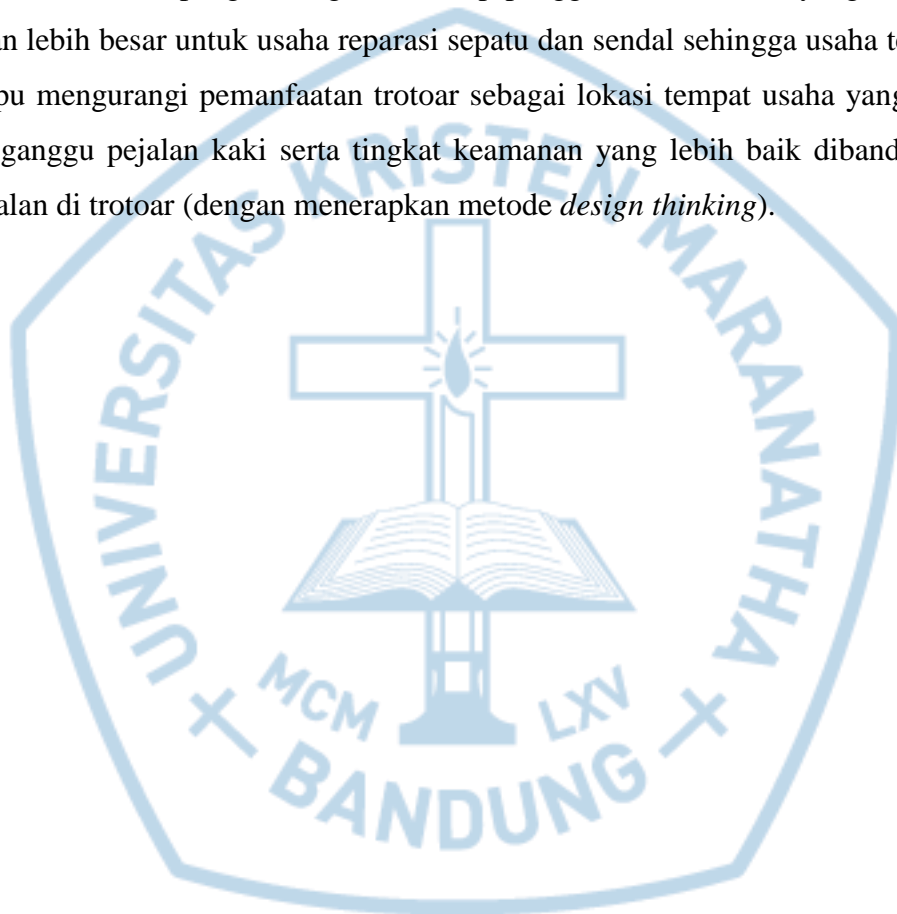 an lebih besar untuk usaha reparasi sepatu dan sendal sehingga usaha
pu mengurangi pemanfaatan trotoar sebagai lokasi tempat usaha yang
ganggu pejalan kaki serta tingkat keamanan yang lebih baik diband
alan di trotoar (dengan menerapkan metode design thinking).
UNIVERSITAS KRISTEN MARANATHA
MCM LXV
BANDUNG